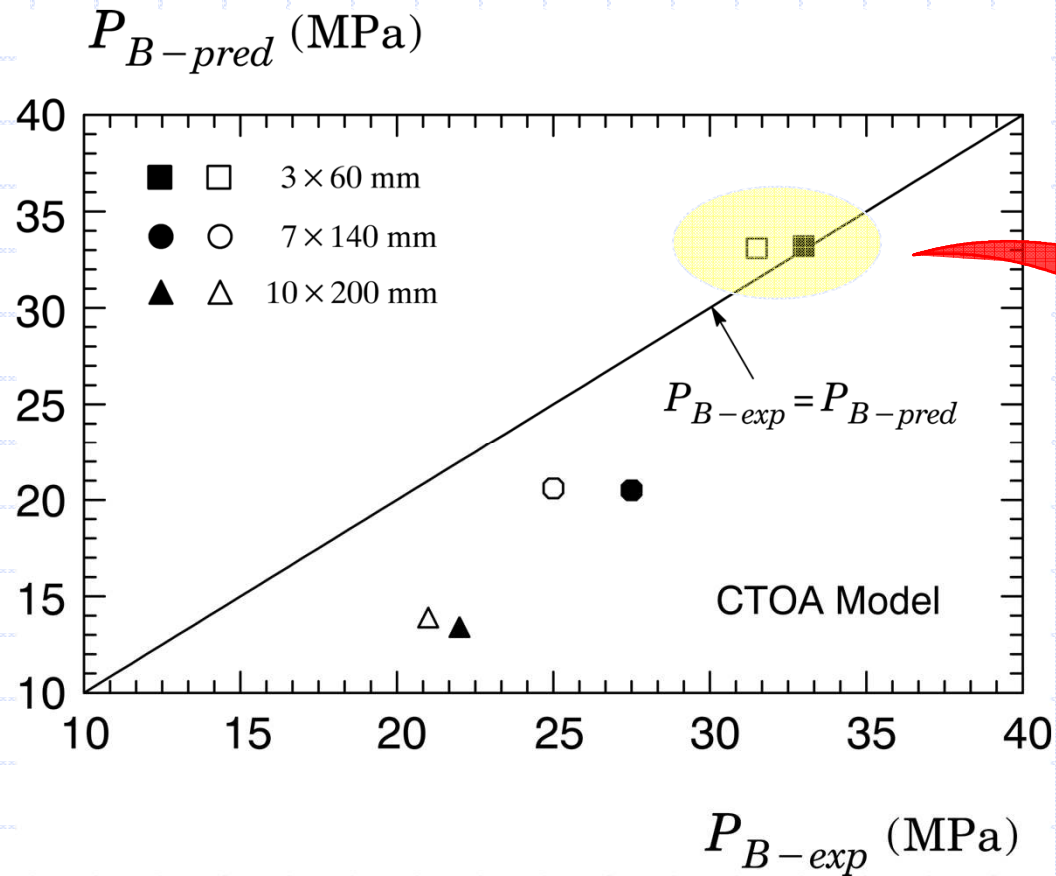 P_{B-pred} (MPa)
40
35
30
25
20
15
10
3×60 mm
7×140 mm
10×200 mm
P_{B-exp} = P_{B-pred}
CTOA Model
10 15 20 25 30 35 40
P_{B-exp} (MPa)